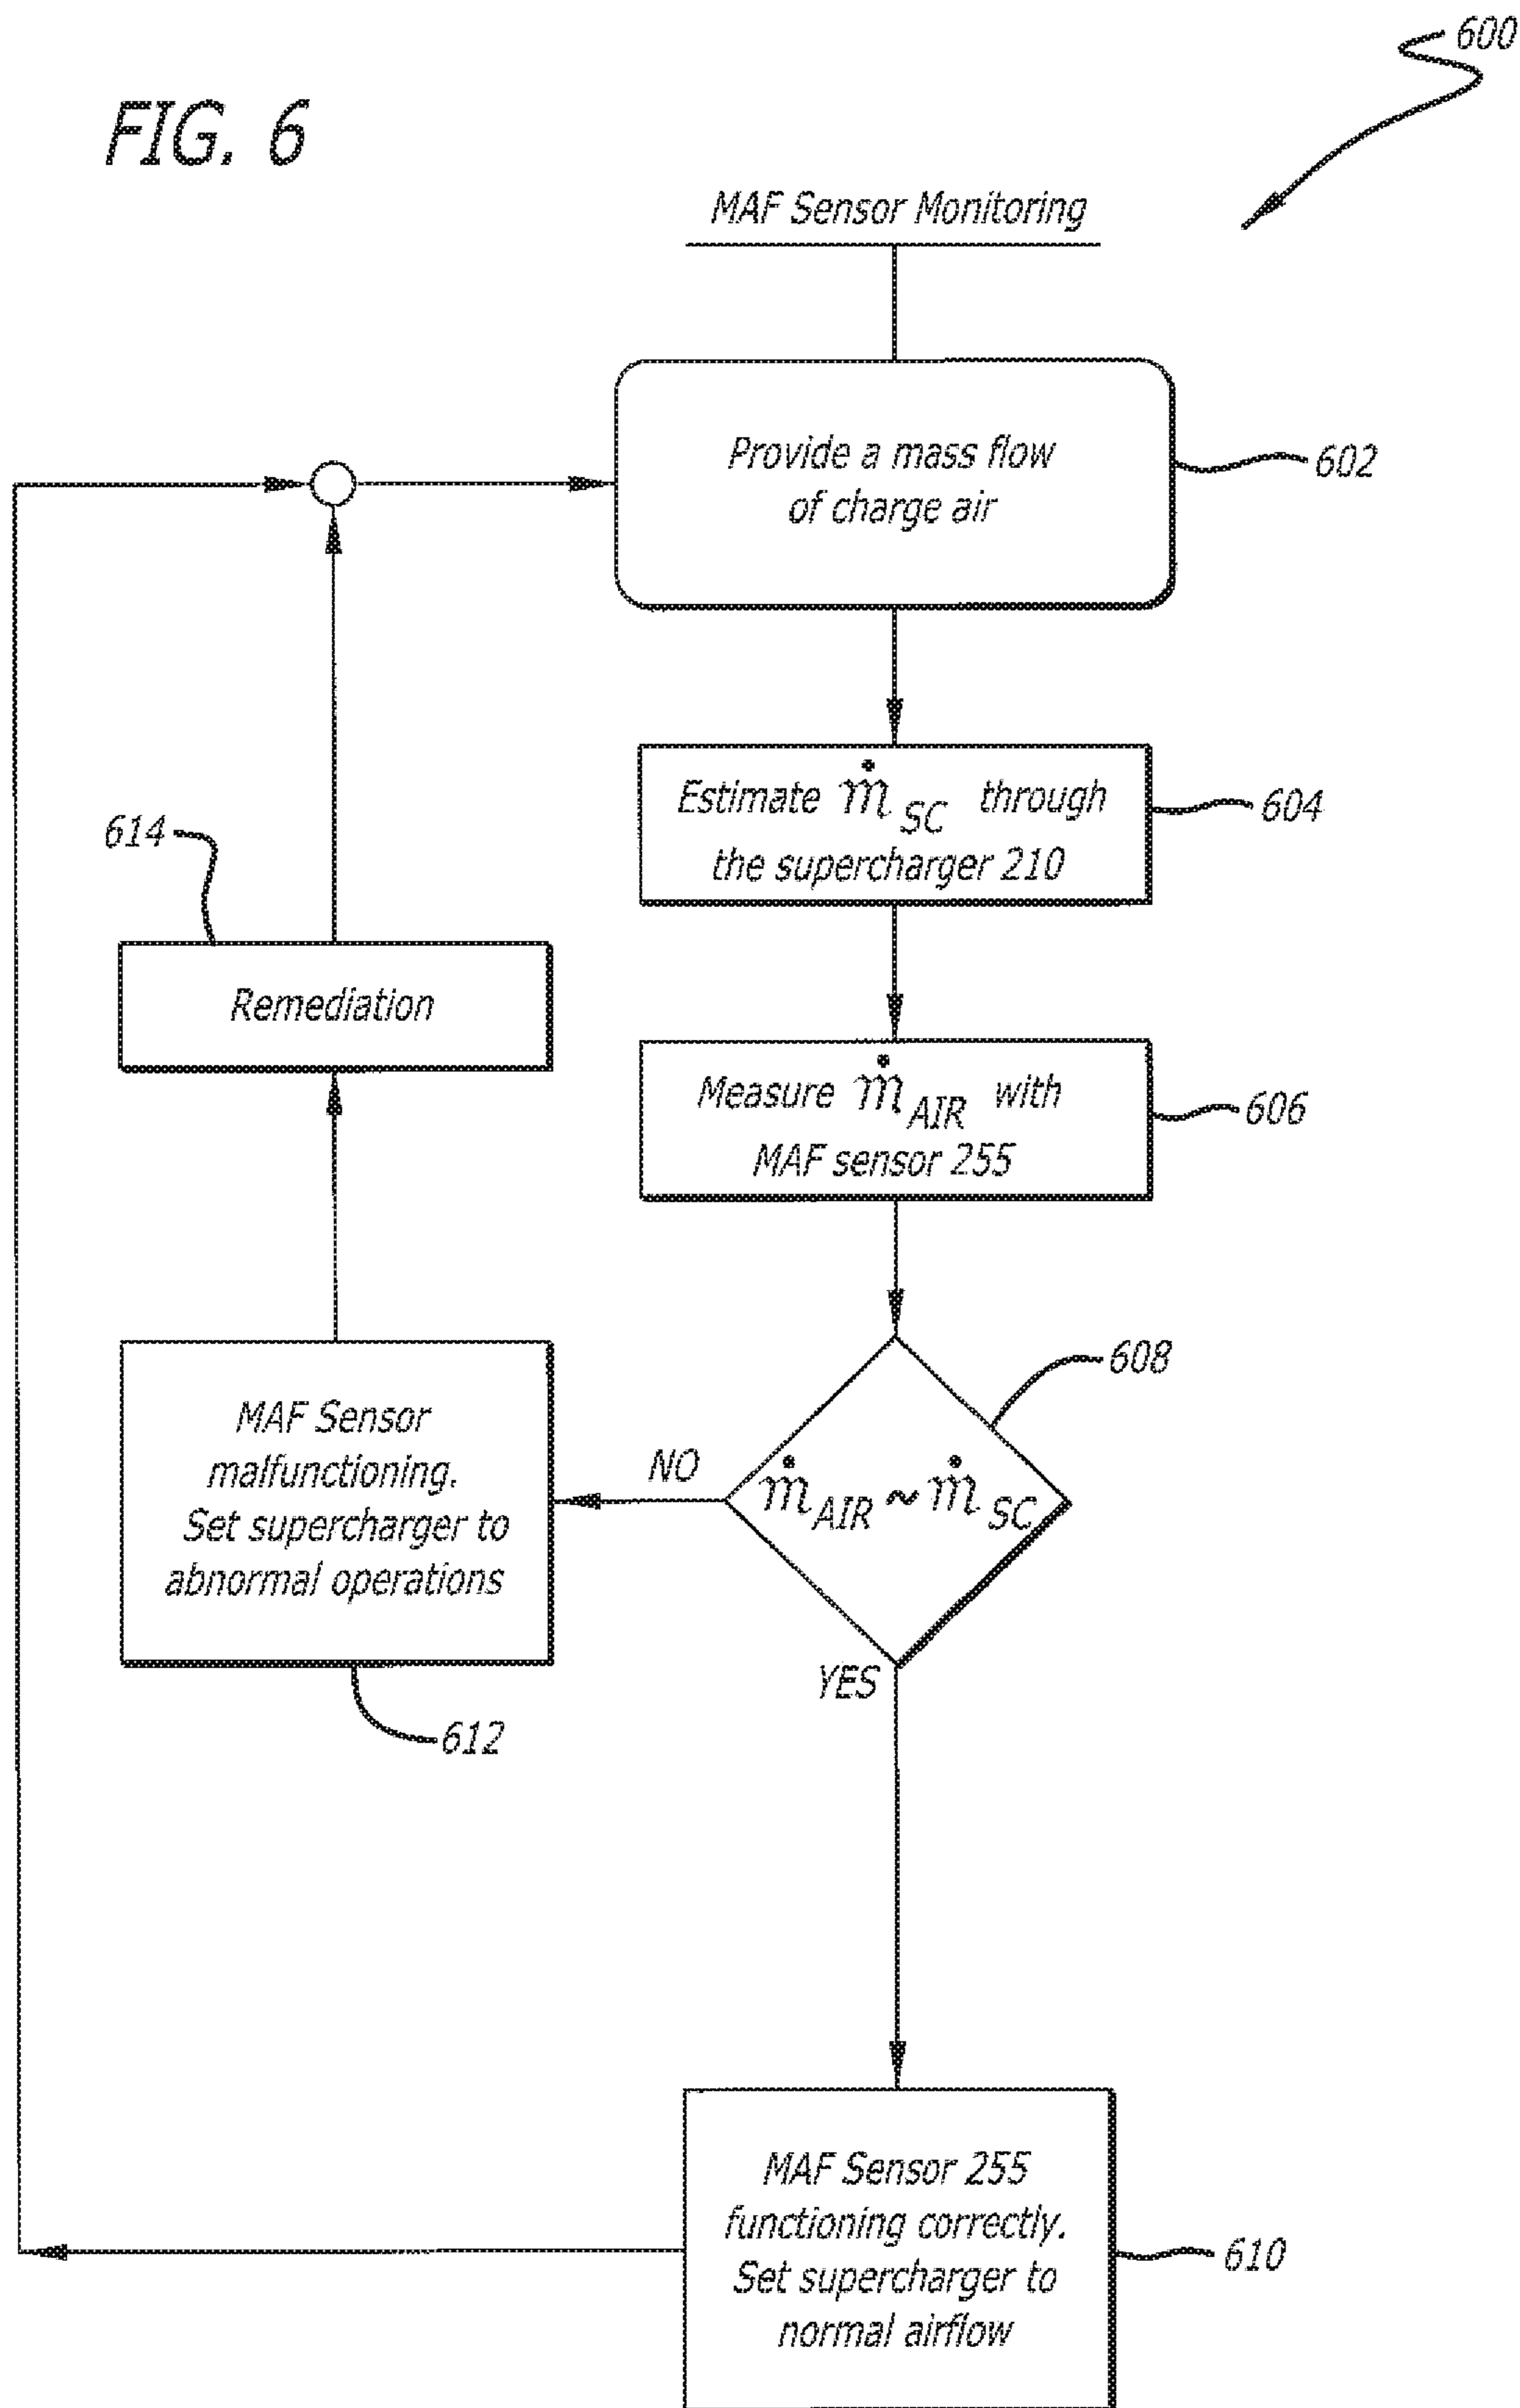 600
FIG. 6
MAF Sensor Monitoring
Provide a mass flow
of charge air
602
Estimate ṁ SC through
the supercharger 210
604
614
Remediation
Measure ṁ AIR with
MAF sensor 255
606
608
MAF Sensor
malfunctioning.
Set supercharger to
abnormal operations
NO
ṁ AIR ~ ṁ SC
YES
612
MAF Sensor 255
functioning correctly.
Set supercharger to
normal airflow
610